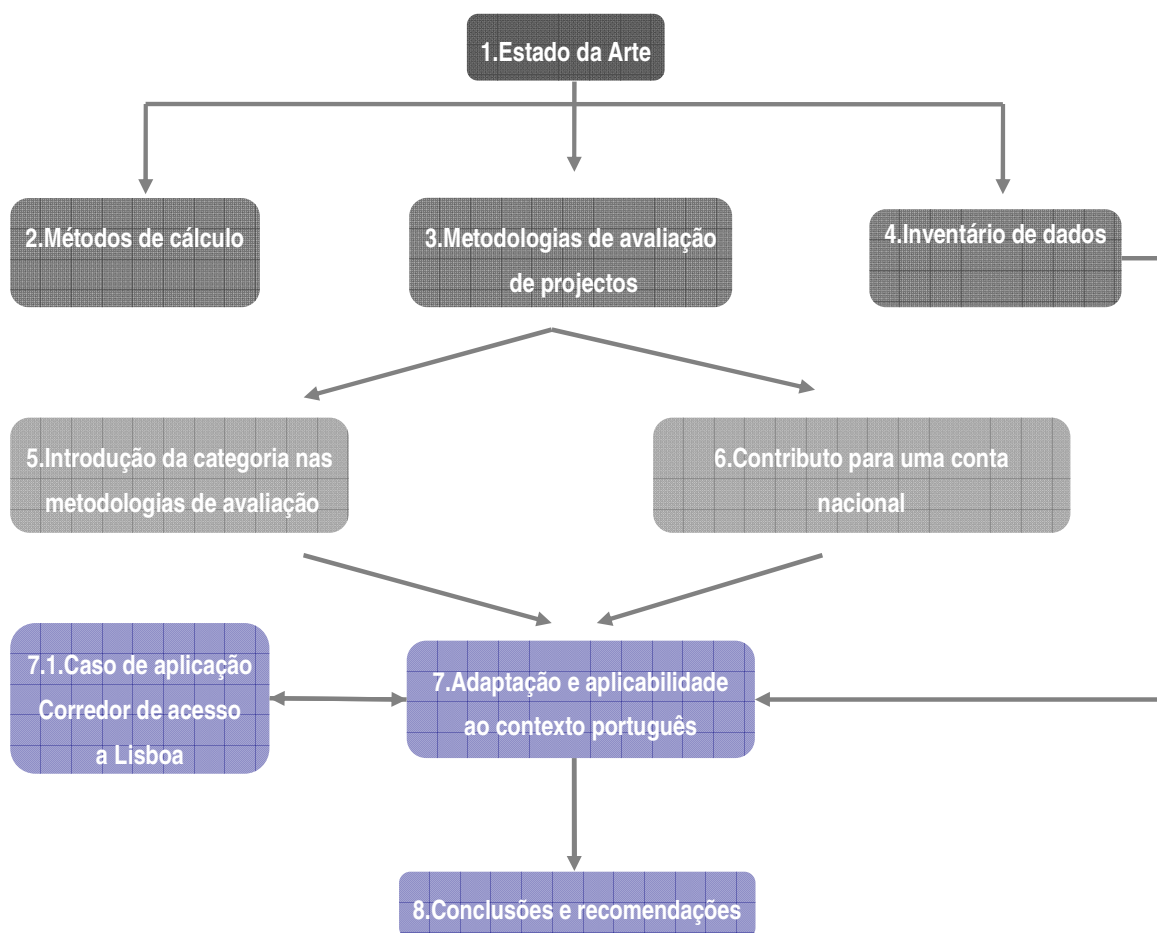 1.Estado da Arte
2.Métodos de cálculo
3.Metodologias de avaliação
de projectos
4.Inventário de dados
5.Introdução da categoria nas
metodologias de avaliação
6.Contributo para uma conta
nacional
7.1.Caso de aplicação
Corredor de acesso
a Lisboa
7.Adaptação e aplicabilidade
ao contexto português
8.Conclusões e recomendações